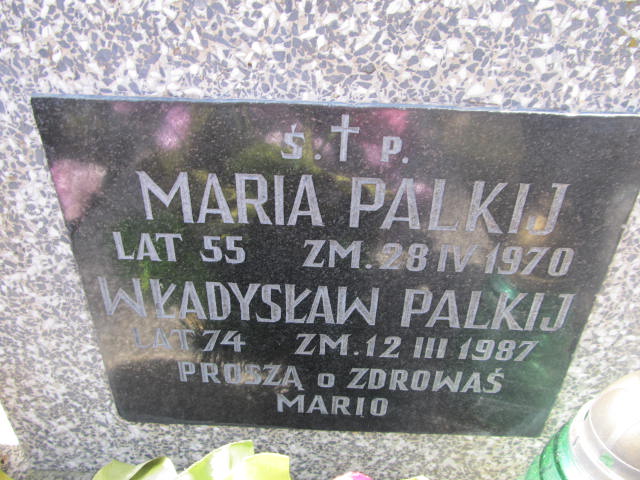 Ś. † P.
MARIA PALKIJ
LAT 55 ZM. 28 IV 1970
WŁADYSŁAW PALKIJ
LAT 74 ZM. 12 III 1987
PROSZĄ o ZDROWAŚ
MARIO